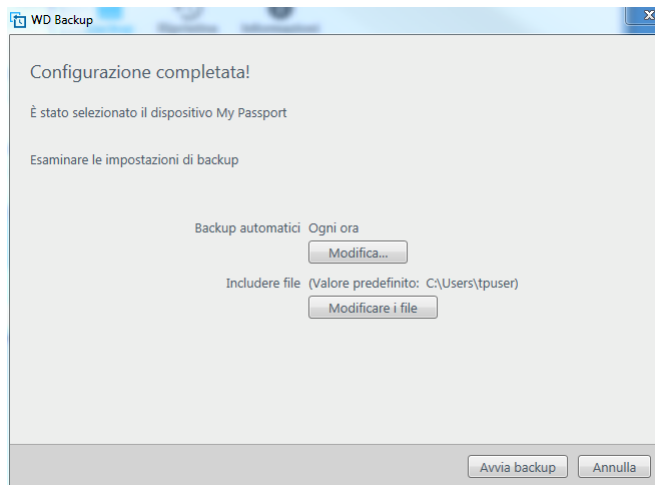 WD Backup
Configurazione completata!
È stato selezionato il dispositivo My Passport
Esaminare le impostazioni di backup
Backup automatici Ogni ora
Modifica...
Includere file (Valore predefinito: C:\Users\tpuser)
Modificare i file
Avvia backup Annulla